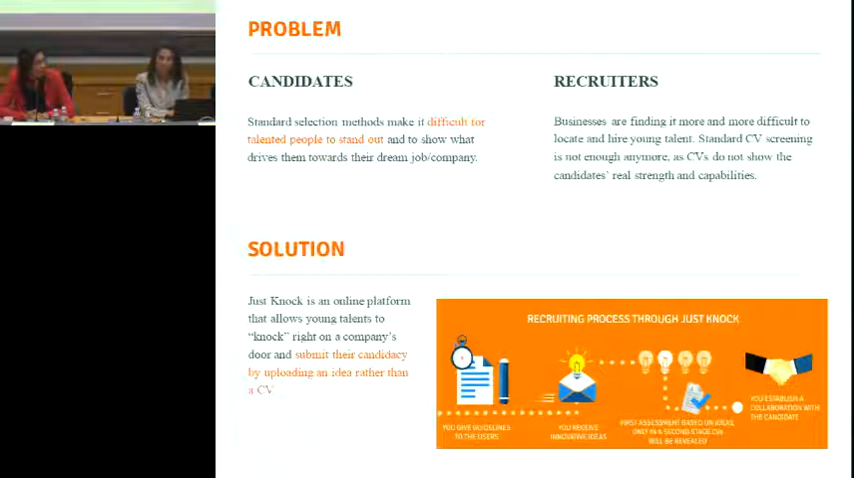 PROBLEM
CANDIDATES
Standard selection methods make it difficult for
talented people to stand out and to show what
drives them towards their dream job/company.
RECRUITERS
Businesses are finding it more and more difficult to
locate and hire young talent. Standard CV screening
is not enough anymore, as CVs do not show the
candidates' real strength and capabilities.
SOLUTION
Just Knock is an online platform
that allows young talents to
"knock" right on a company's
door and submit their candidacy
by uploading an idea rather than
a CV
RECRUITING PROCESS THROUGH JUST KNOCK
YOU GIVE GUIDELINES
TO THE USERS
YOU RECEIVE
INNOVATIVE IDEAS
FIRST ASSESSMENT BASED ON IDEAS,
ONLY IN A SECOND STAGE CVs
WILL BE REVEALED
YOU ESTABLISH A
COLLABORATION WITH
THE CANDIDATE